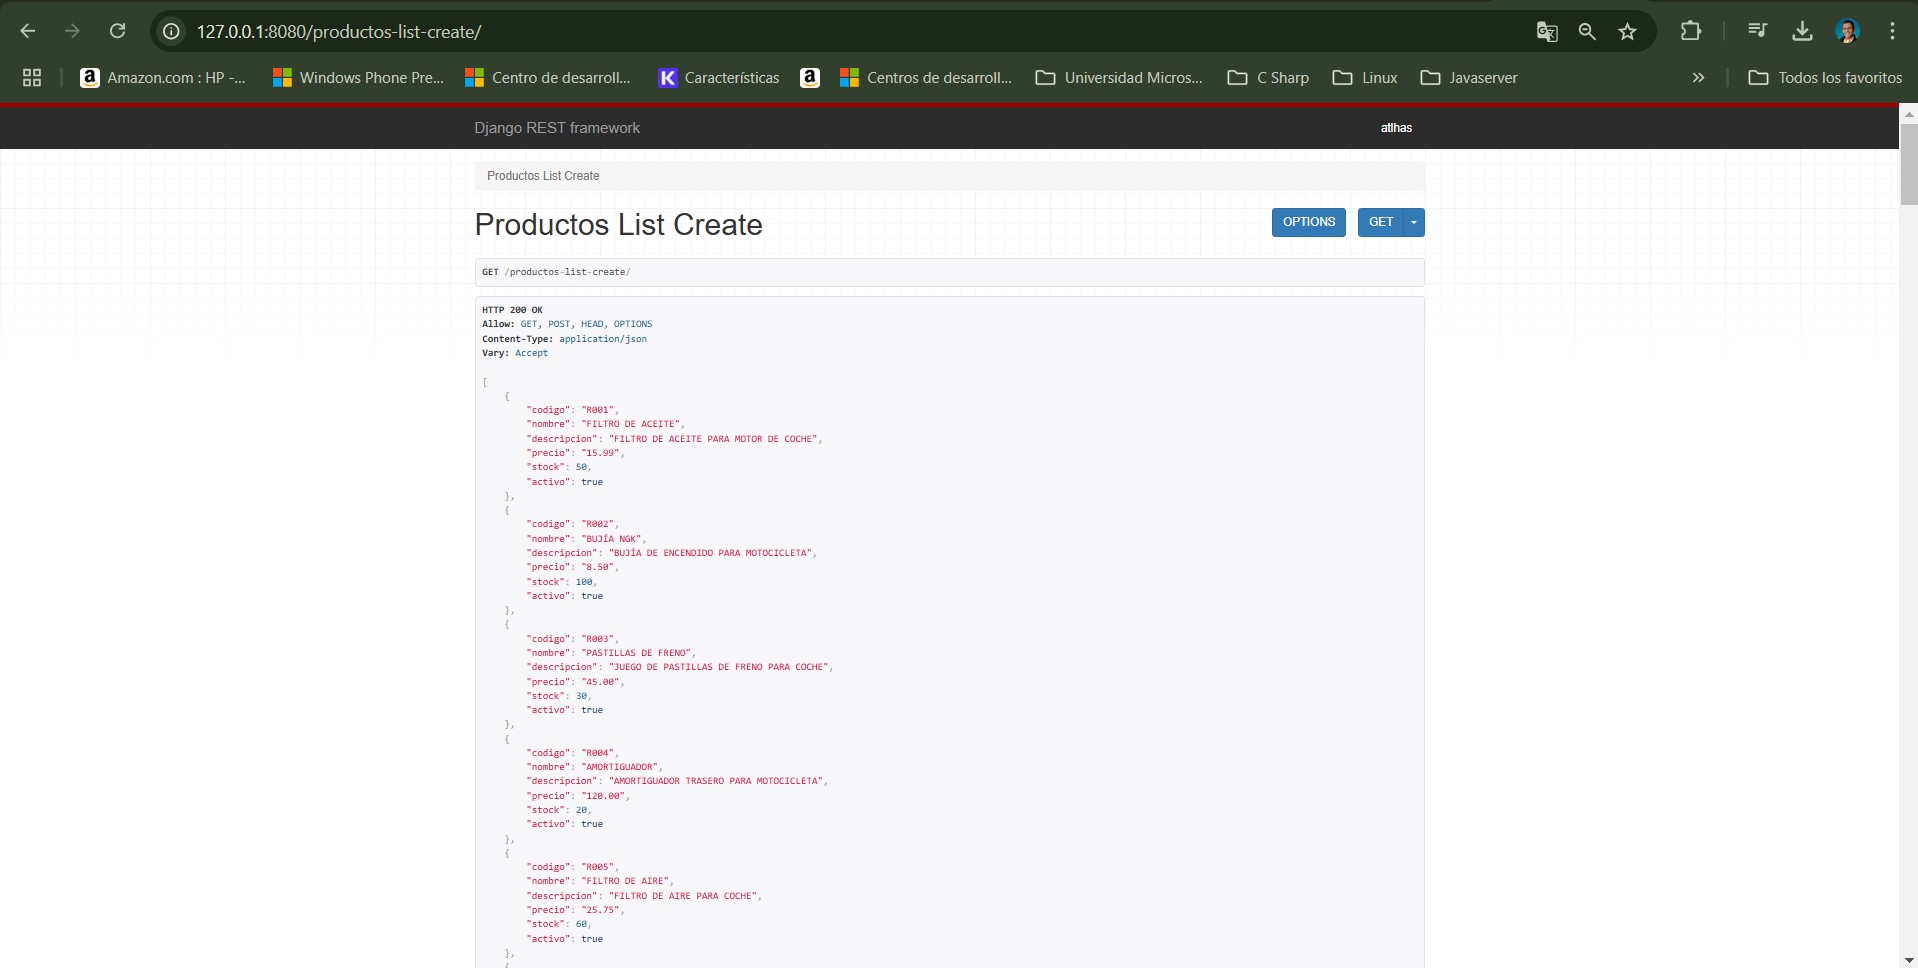 127.0.0.1:8080/productos-list-create/
Amazon.com : HP -...
Windows Phone Pre...
Centro de desarroll...
Características
Centros de desarroll...
Universidad Micros...
C Sharp
Linux
Javaserver
Todos los favoritos
Django REST framework
atlhas
Productos List Create
Productos List Create
OPTIONS
GET
GET /productos-list-create/
HTTP 200 OK
Allow: GET, POST, HEAD, OPTIONS
Content-Type: application/json
Vary: Accept
[
{
"codigo": "R001",
"nombre": "FILTRO DE ACEITE",
"descripcion": "FILTRO DE ACEITE PARA MOTOR DE COCHE",
"precio": "15.99",
"stock": 50,
"activo": true
},
{
"codigo": "R002",
"nombre": "BUJÍA NGK",
"descripcion": "BUJÍA DE ENCENDIDO PARA MOTOCICLETA",
"precio": "8.50",
"stock": 100,
"activo": true
},
{
"codigo": "R003",
"nombre": "PASTILLAS DE FRENO",
"descripcion": "JUEGO DE PASTILLAS DE FRENO PARA COCHE",
"precio": "45.00",
"stock": 30,
"activo": true
},
{
"codigo": "R004",
"nombre": "AMORTIGUADOR",
"descripcion": "AMORTIGUADOR TRASERO PARA MOTOCICLETA",
"precio": "120.00",
"stock": 20,
"activo": true
},
{
"codigo": "R005",
"nombre": "FILTRO DE AIRE",
"descripcion": "FILTRO DE AIRE PARA COCHE",
"precio": "25.75",
"stock": 60,
"activo": true
},
{